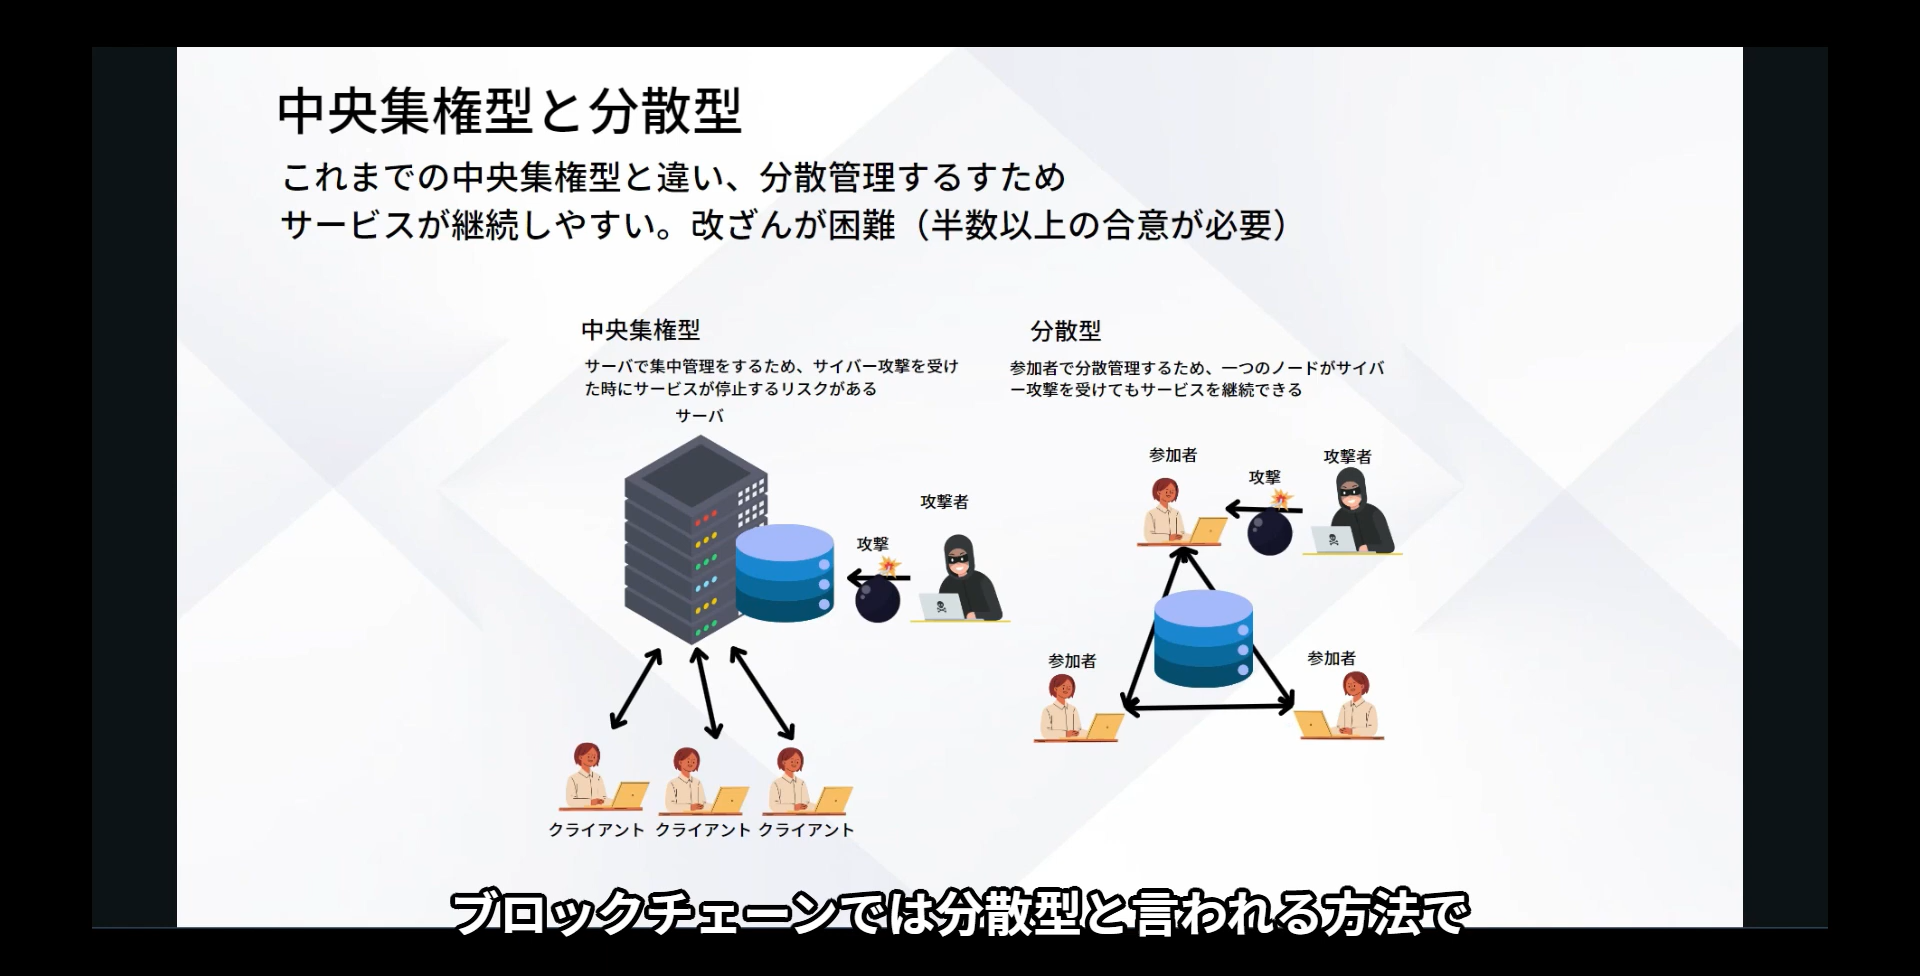 中央集権型と分散型
これまでの中央集権型と違い、分散管理するすため
サービスが継続しやすい。改ざんが困難（半数以上の合意が必要）
中央集権型
サーバで集中管理をするため、サイバー攻撃を受け
た時にサービスが停止するリスクがある
サーバ
攻撃者
攻撃
クライアント クライアント クライアント
分散型
参加者で分散管理するため、一つのノードがサイバ
ー攻撃を受けてもサービスを継続できる
参加者
攻撃
攻撃者
参加者
参加者
ブロックチェーンでは分散型と言われる方法で